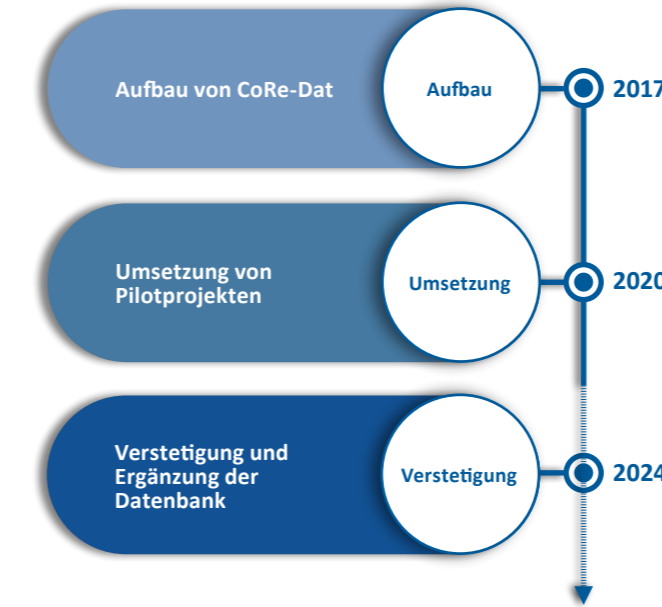 Aufbau von CoRe-Dat
Aufbau
2017
Umsetzung von
Pilotprojekten
Umsetzung
2020
Verstetigung und
Ergänzung der
Datenbank
Verstetigung
2024